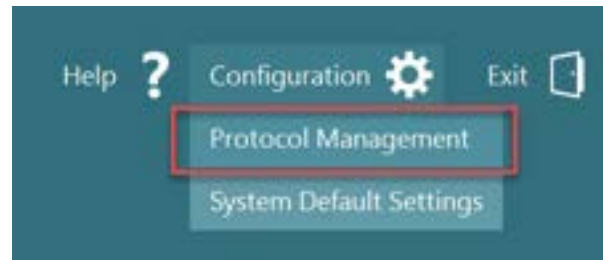 Help ? Configuration Exit
Protocol Management
System Default Settings